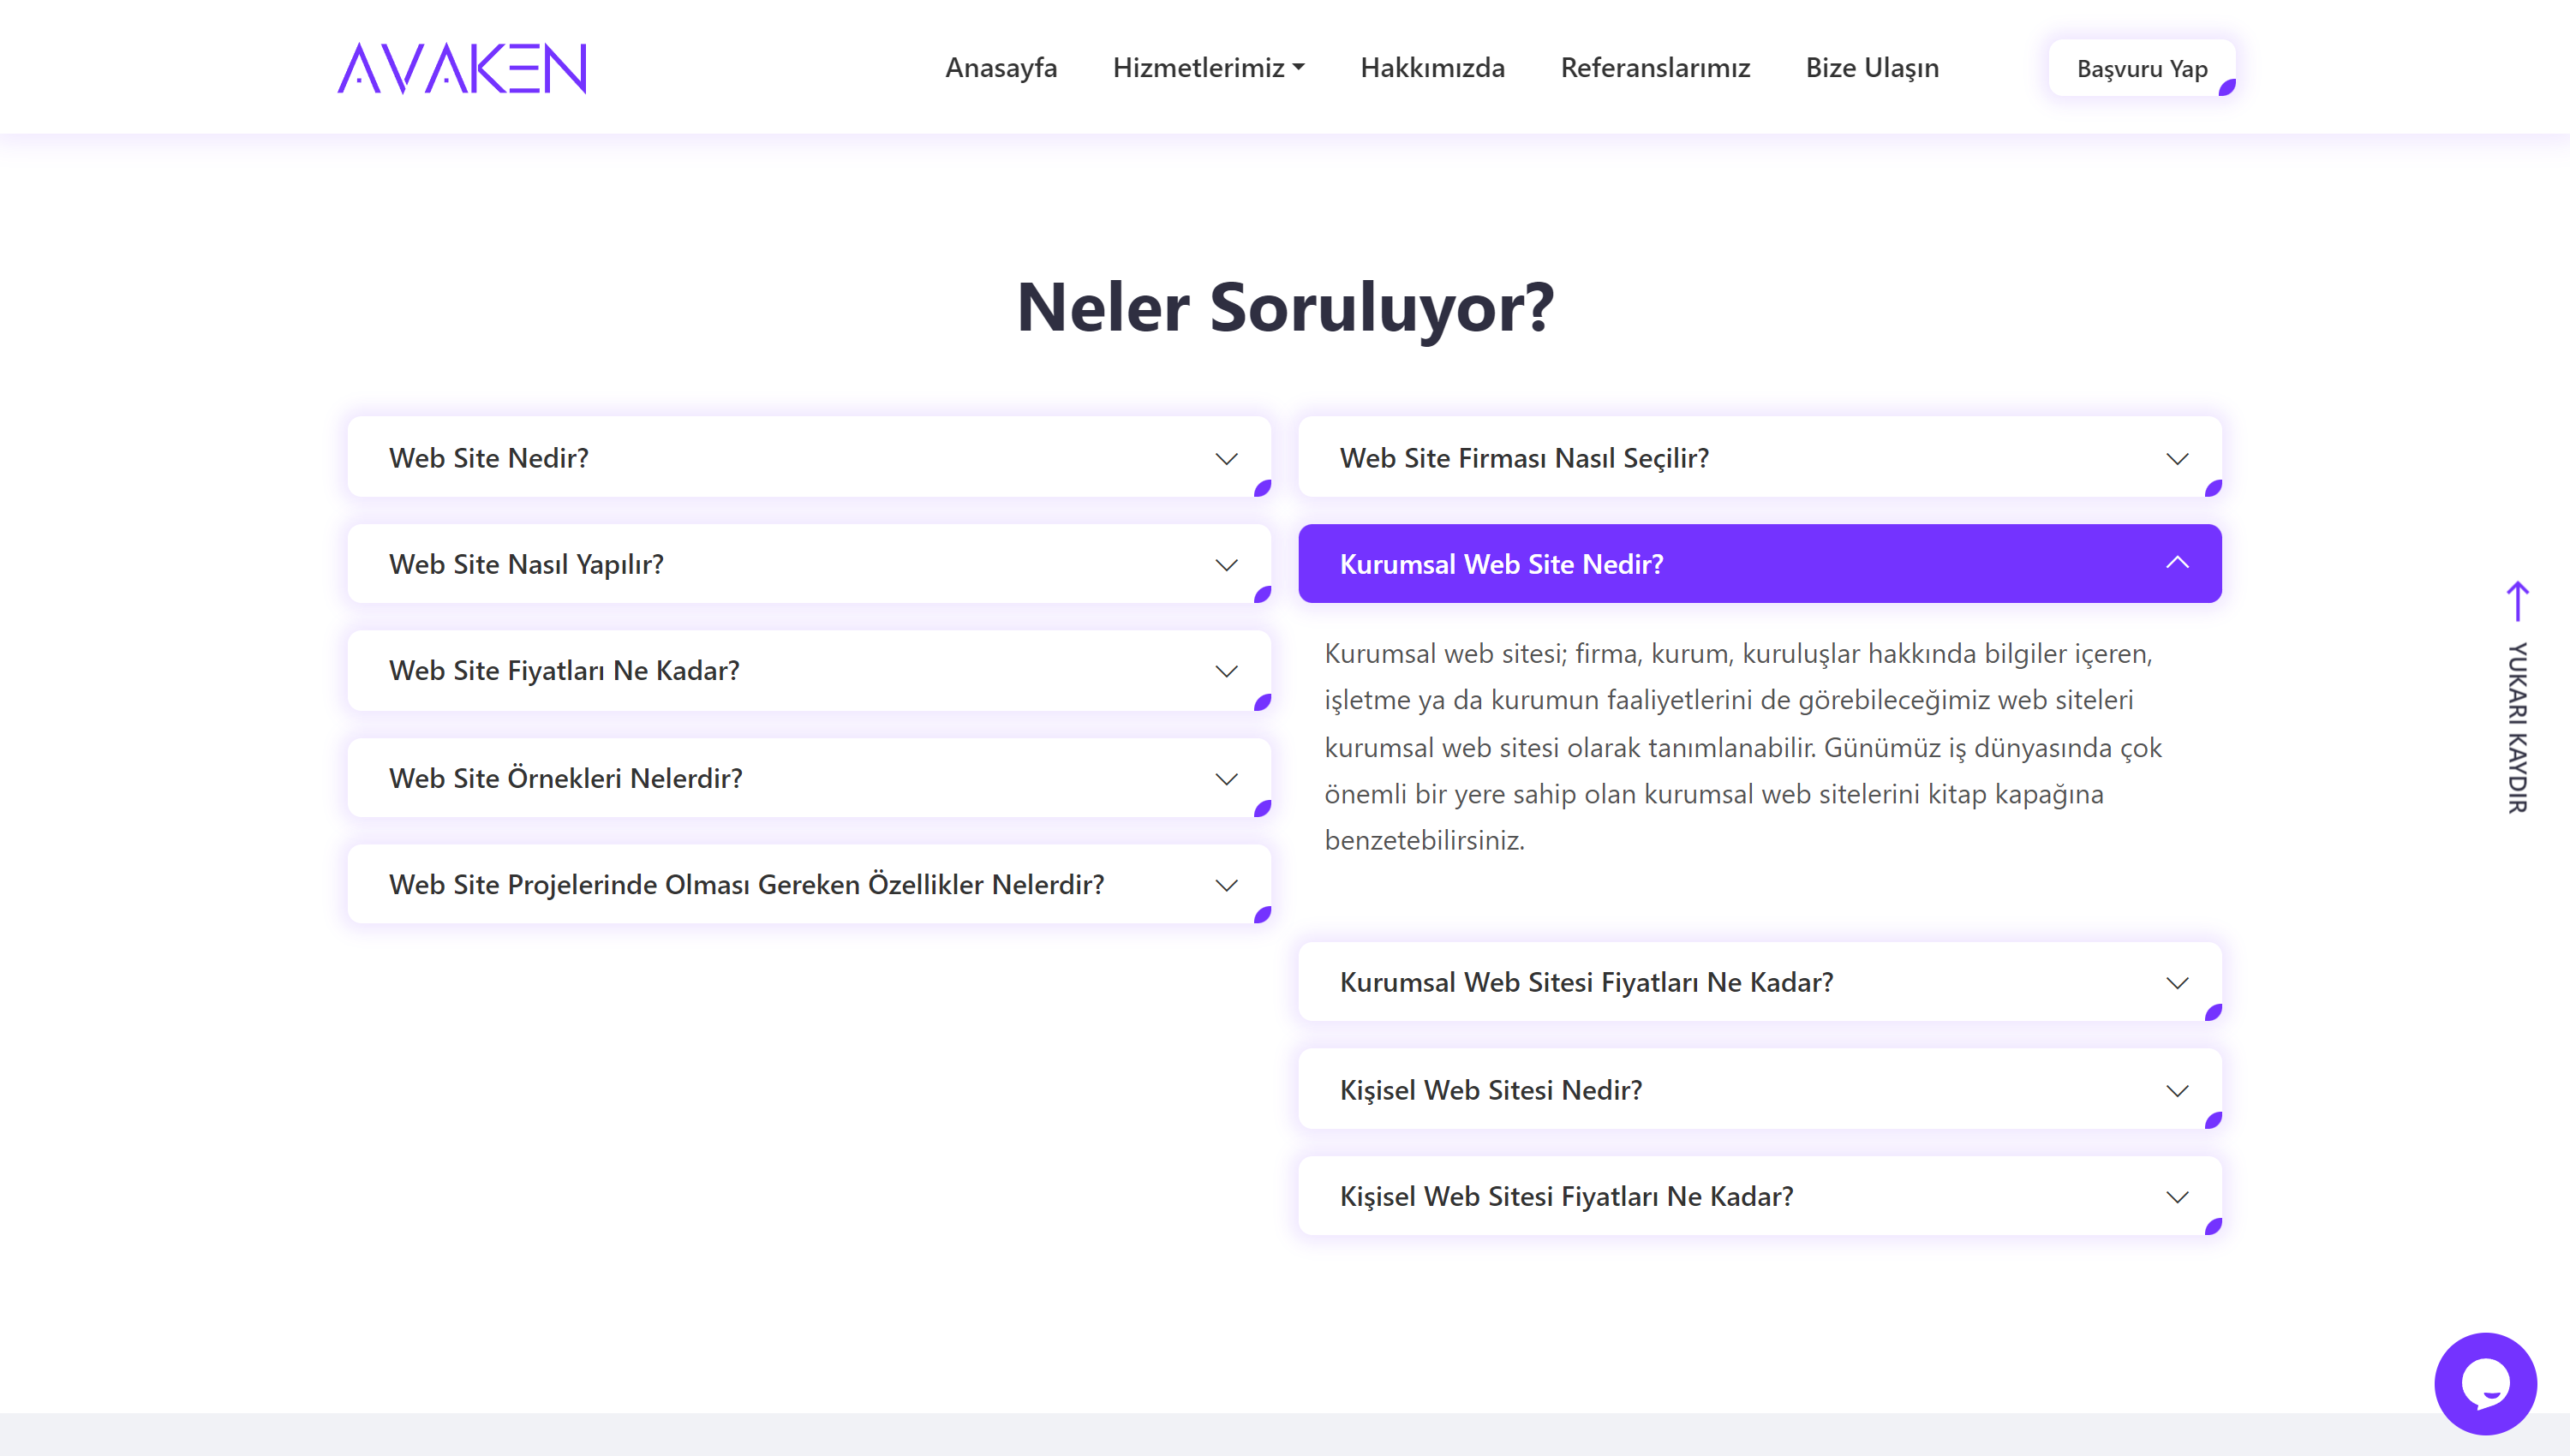 AVAKEN
Anasayfa
Hizmetlerimiz
Hakkımızda
Referanslarımız
Bize Ulaşın
Başvuru Yap
Neler Soruluyor?
Web Site Nedir?
Web Site Nasıl Yapılır?
Web Site Fiyatları Ne Kadar?
Web Site Örnekleri Nelerdir?
Web Site Projelerinde Olması Gereken Özellikler Nelerdir?
Web Site Firması Nasıl Seçilir?
Kurumsal Web Site Nedir?
Kurumsal web sitesi; firma, kurum, kuruluşlar hakkında bilgiler içeren,
işletme ya da kurumun faaliyetlerini de görebileceğimiz web siteleri
kurumsal web sitesi olarak tanımlanabilir. Günümüz iş dünyasında çok
önemli bir yere sahip olan kurumsal web sitelerini kitap kapağına
benzetebilirsiniz.
Kurumsal Web Sitesi Fiyatları Ne Kadar?
Kişisel Web Sitesi Nedir?
Kişisel Web Sitesi Fiyatları Ne Kadar?
YUKARI KAYDIR